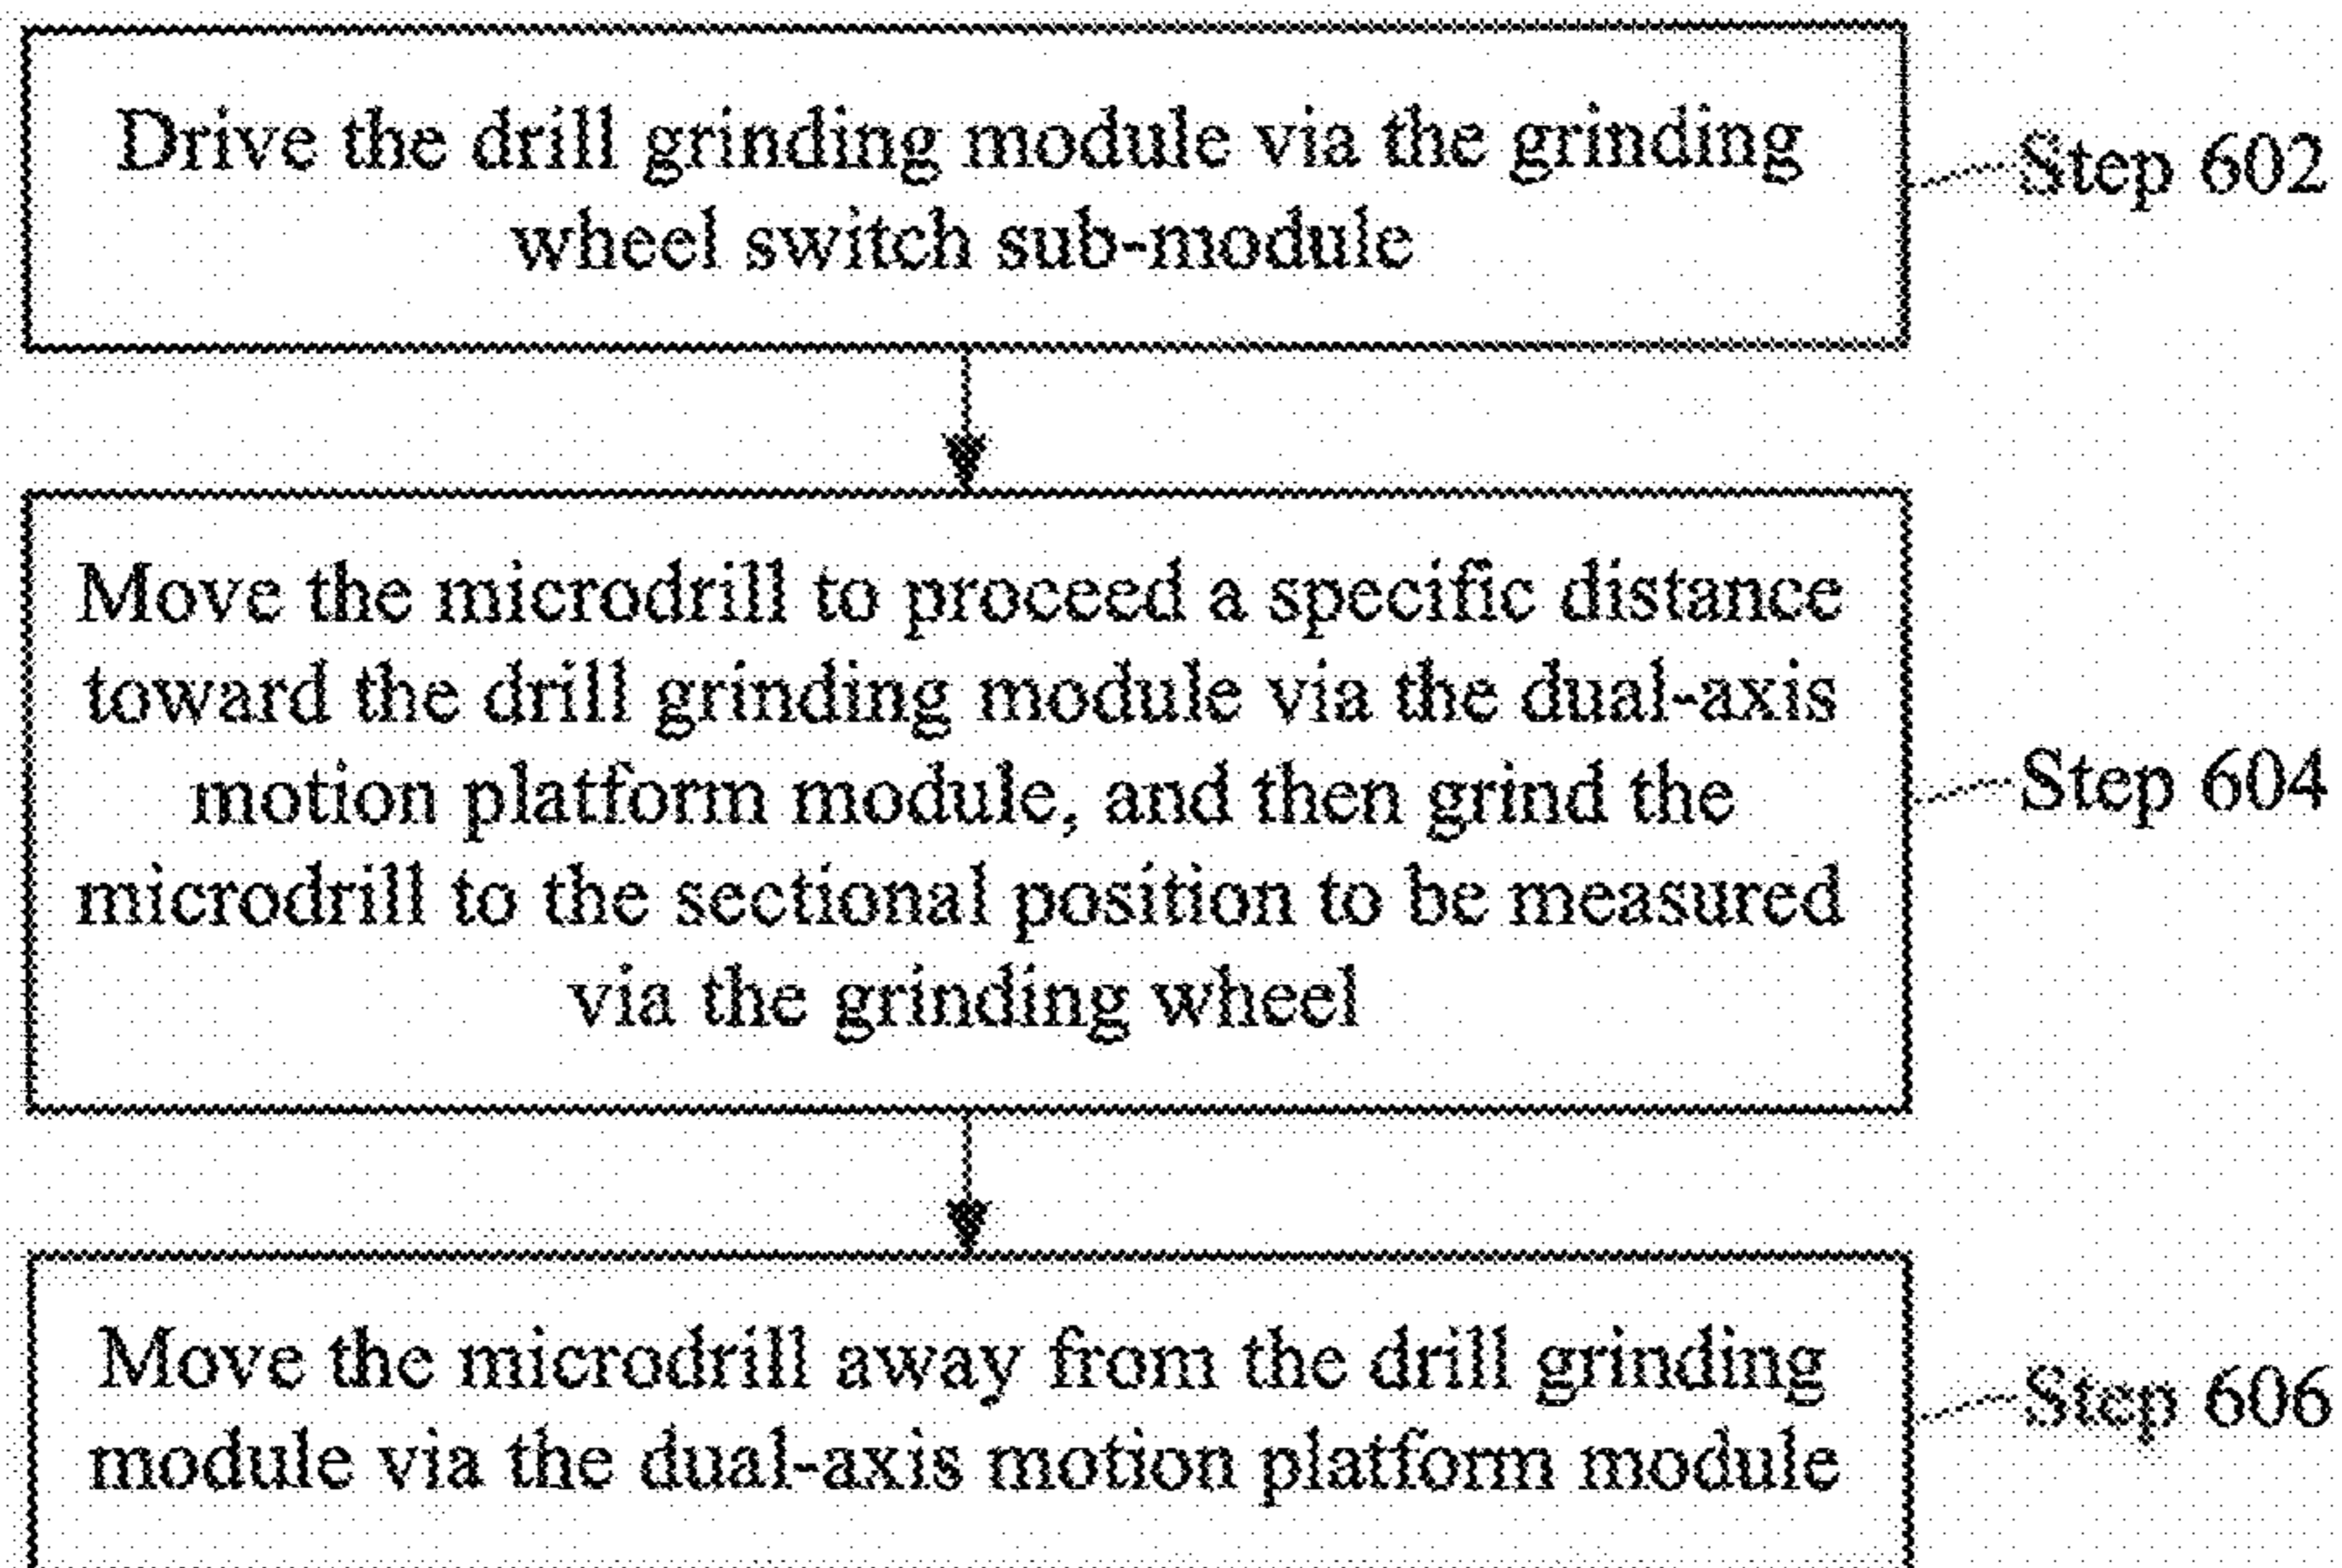 Drive the drill grinding module via the grinding
wheel switch sub-module
Step 602
Move the microdrill to proceed a specific distance
toward the drill grinding module via the dual-axis
motion platform module, and then grind the
microdrill to the sectional position to be measured
via the grinding wheel
Step 604
Move the microdrill away from the drill grinding
module via the dual-axis motion platform module
Step 606